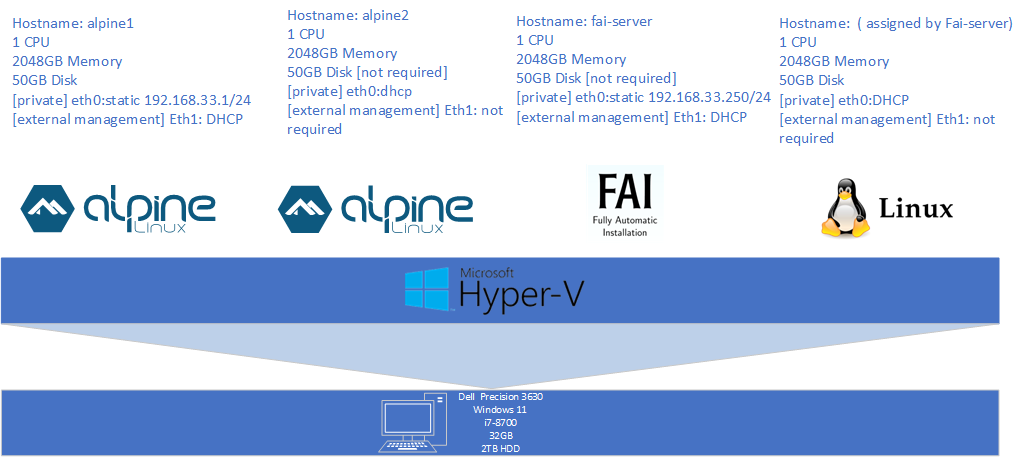 Hostname: alpine1
1 CPU
2048GB Memory
50GB Disk
[private] eth0:static 192.168.33.1/24
[external management] Eth1: DHCP
Hostname: alpine2
1 CPU
2048GB Memory
50GB Disk [not required]
[private] eth0:dhcp
[external management] Eth1: not
required
Hostname: fai-server
1 CPU
2048GB Memory
50GB Disk [not required]
[private] eth0:static 192.168.33.250/24
[external management] Eth1: DHCP
Hostname:  ( assigned by Fai-server)
1 CPU
2048GB Memory
50GB Disk
[private] eth0:DHCP
[external management] Eth1: not
required
alpine
Linux
alpine
Linux
FAI
Fully Automatic
Installation
Linux
Microsoft
Hyper-V
Dell  Precision 3630
Windows 11
i7-8700
32GB
2TB HDD